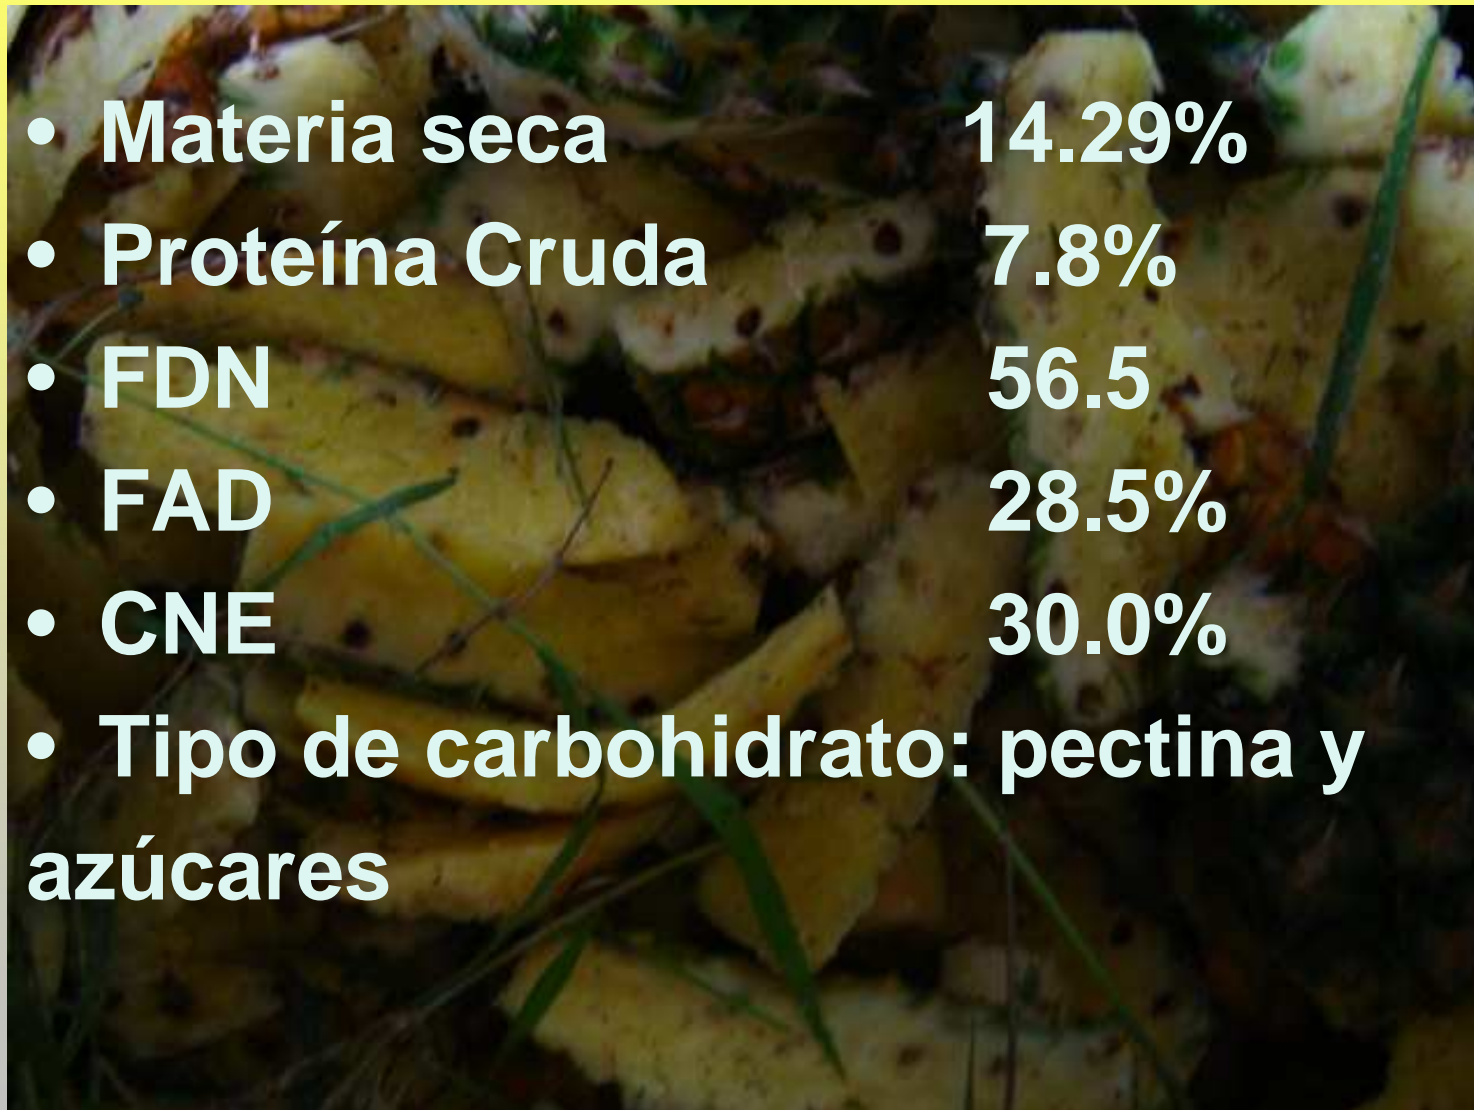 • Materia seca 14.29%
• Proteína Cruda 7.8%
• FDN 56.5
• FAD 28.5%
• CNE 30.0%
• Tipo de carbohidrato: pectina y
azúcares